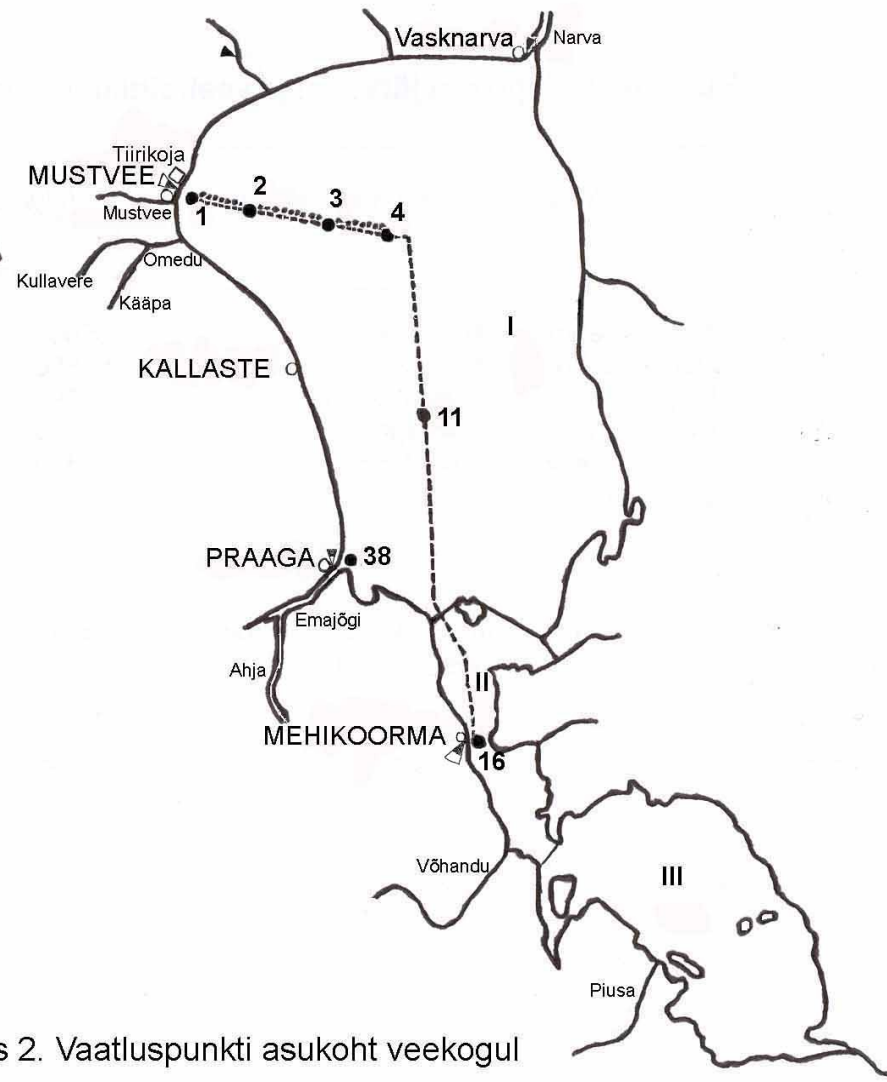 Vasknarva
Narva
Tiirikoja
MUSTVEE
Mustvee
1
2
3
4
Omedu
Kullavere
Kääpa
I
KALLASTE
11
PRAAGA
38
Emajõgi
Ahja
II
MEHIKOORMA
16
Võhandu
III
Piusa
s 2. Vaatluspunkti asukoht veekogul